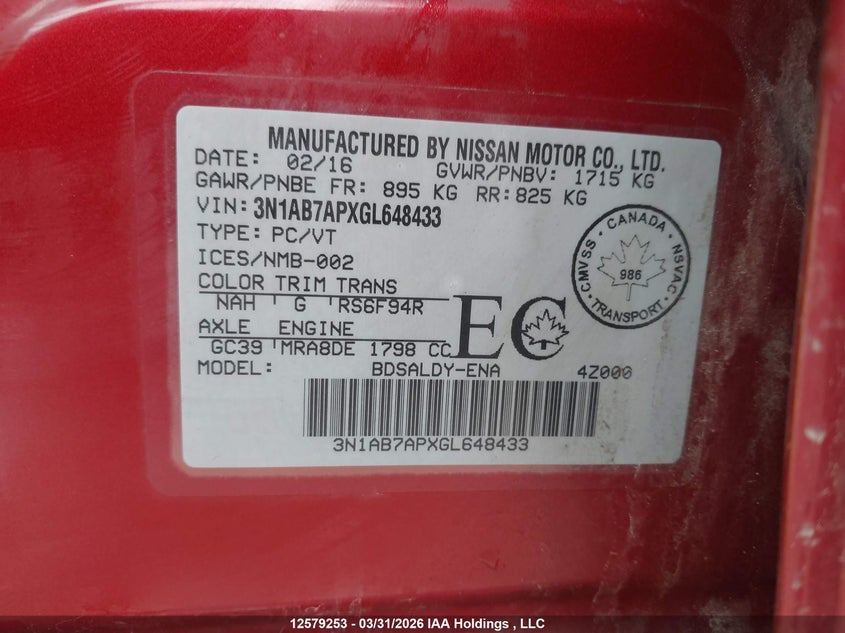 MANUFACTURED BY NISSAN MOTOR CO., LTD.
DATE: 02/16 GVWR/PNBV: 1715 KG
GAWR/PNBE FR: 895 KG RR: 825 KG
VIN: 3N1AB7APXGL648433
TYPE: PC/VT
ICES/NMB-002
COLOR TRIM TRANS
NAH G RS6F94R
AXLE ENGINE
GC39 MRA8DE 1798 CC
EC
MODEL: BDSALDY-ENA 4Z000
3N1AB7APXGL648433
CANADA · NSVAC · TRANSPORT · CMVSS ·
986
12579253 - 03/31/2026 IAA Holdings , LLC